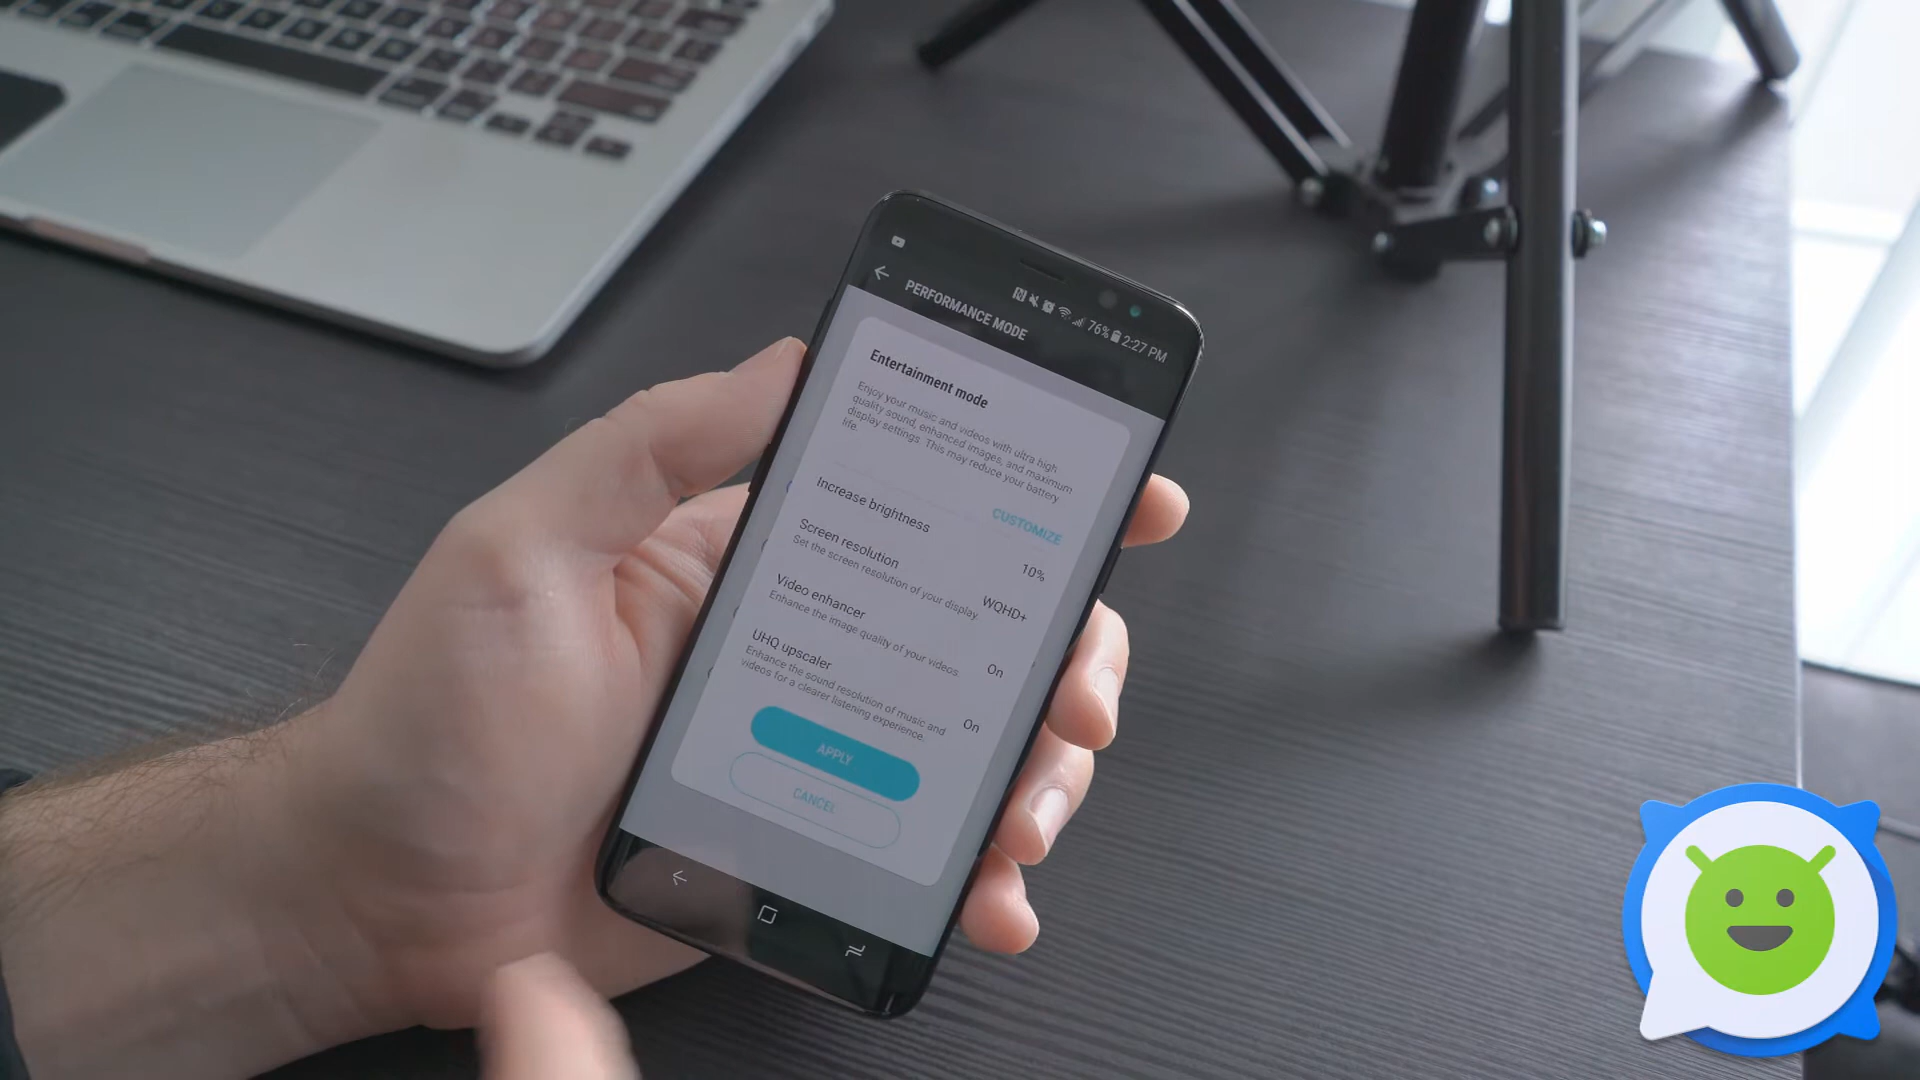 76% 2:27 PM
PERFORMANCE MODE
Entertainment mode
Enjoy your music and videos with ultra high
quality sound, enhanced images, and maximum
display settings. This may reduce your battery
life.
CUSTOMIZE
Increase brightness
10%
Screen resolution
Set the screen resolution of your display.
WQHD+
Video enhancer
Enhance the image quality of your videos.
On
UHQ upscaler
Enhance the sound resolution of music and
videos for a clearer listening experience.
On
APPLY
CANCEL